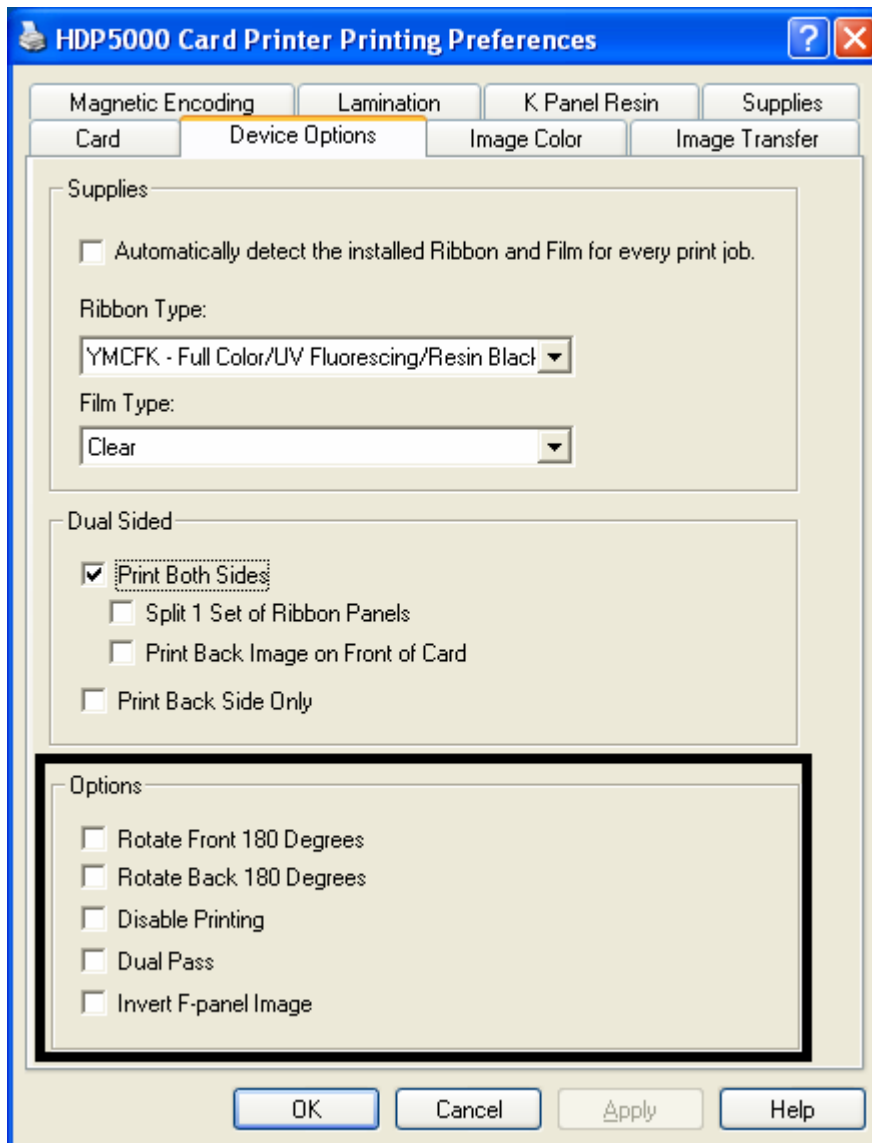 HDP5000 Card Printer Printing Preferences
Magnetic Encoding Lamination K Panel Resin Supplies
Card Device Options Image Color Image Transfer
Supplies
Automatically detect the installed Ribbon and Film for every print job.
Ribbon Type:
YMCFK - Full Color/UV Fluorescing/Resin Black
Film Type:
Clear
Dual Sided
Print Both Sides
Split 1 Set of Ribbon Panels
Print Back Image on Front of Card
Print Back Side Only
Options
Rotate Front 180 Degrees
Rotate Back 180 Degrees
Disable Printing
Dual Pass
Invert F-panel Image
OK Cancel Apply Help